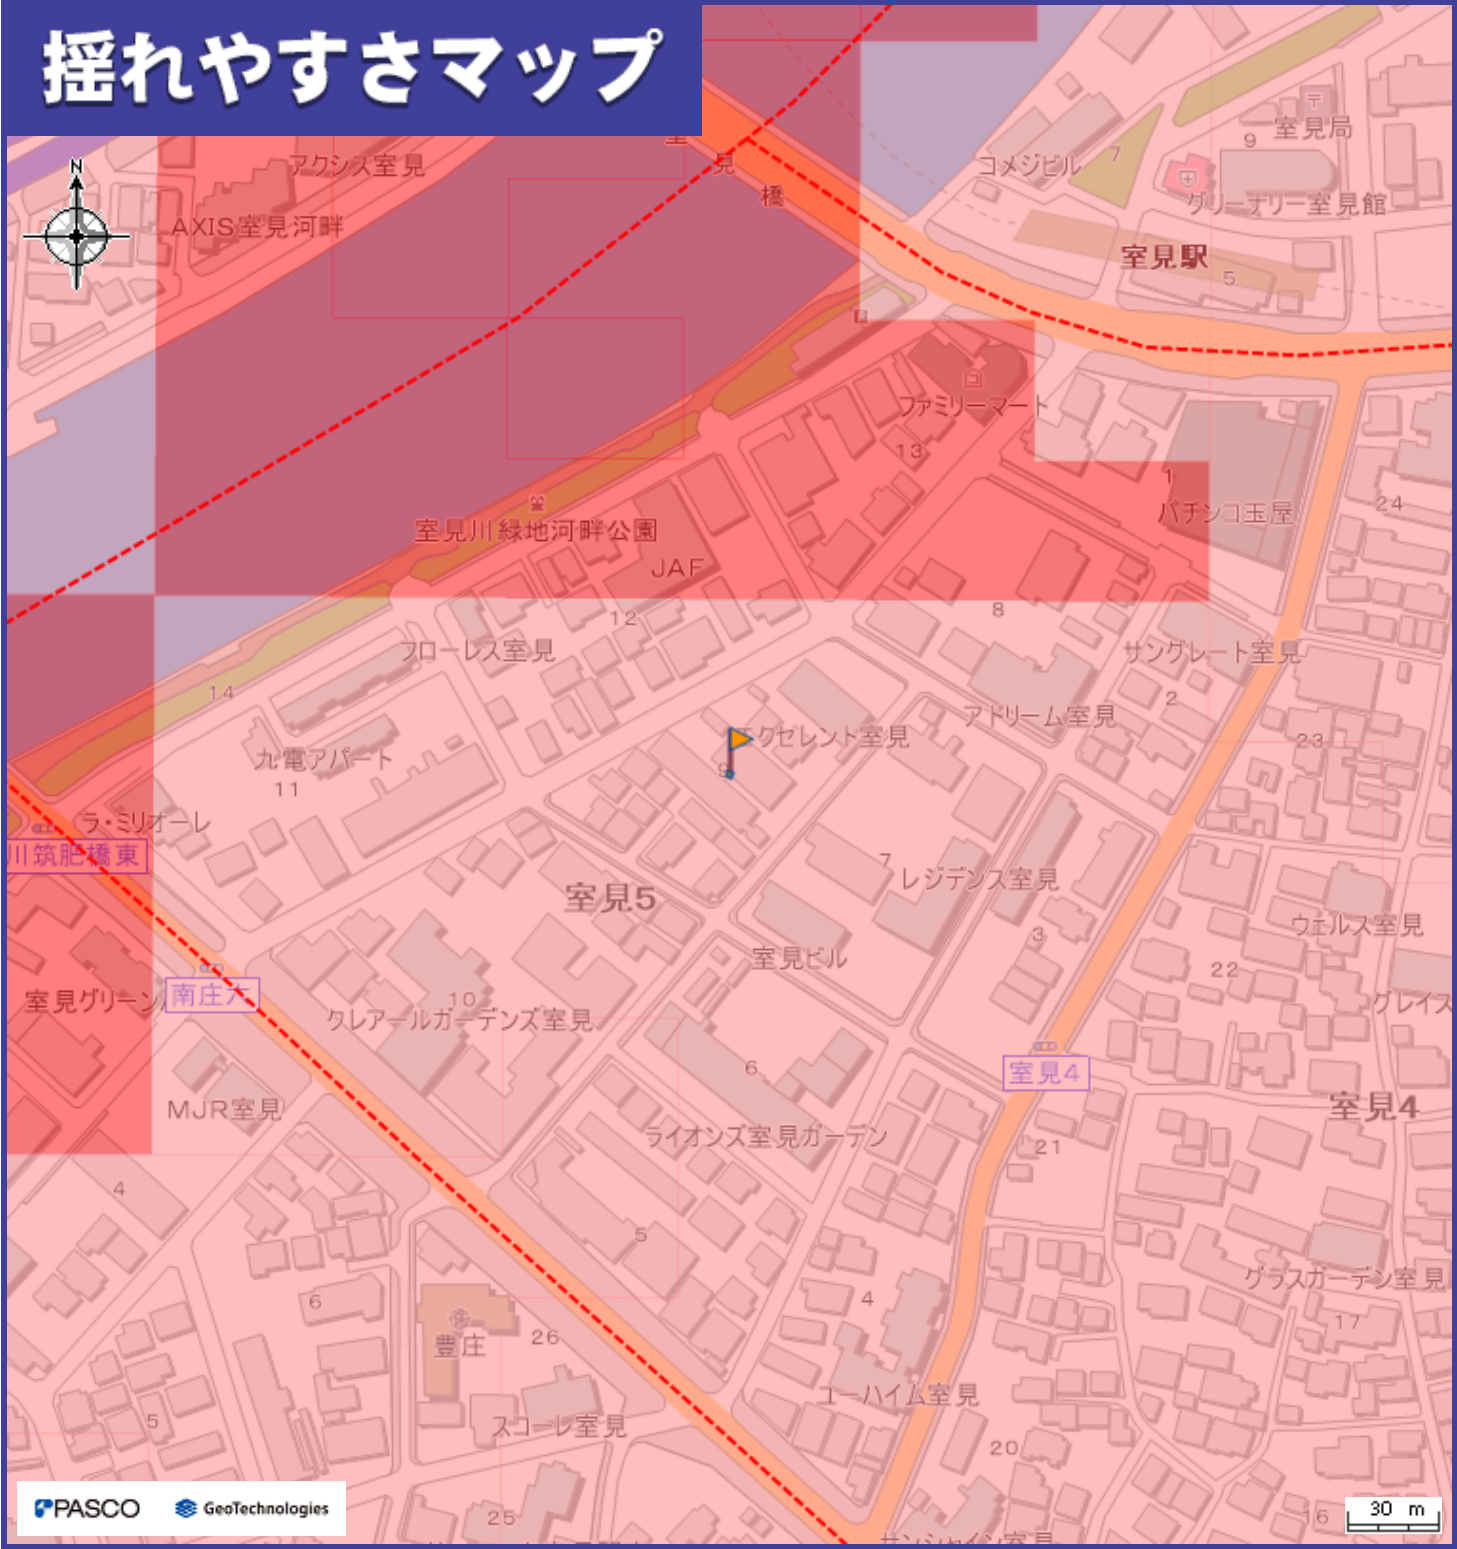 揺れやすさマップ
N
見
橋
アクシス室見
AXIS室見河畔
コメジビル
7
9
室見局
グリーンリー室見館
室見駅
5
ファミリーマート
13
1
パチンコ玉屋
24
室見川緑地河畔公園
JAF
12
8
フローレス室見
サングレート室見
14
2
アドリーム室見
エクセレント室見
9
23
九電アパート
11
ラ・ミリオーレ
川筑肥橋東
7
レジデンス室見
室見5
ウェルス室見
3
室見ビル
22
南庄六
室見グリーン
10
クレアールガーデンズ室見
グレイス
室見4
6
MJR室見
室見4
ライオンズ室見ガーデン
21
4
5
グラスガーデン室見
6
4
17
豊庄
26
ユーハイム室見
5
スコーレ室見
20
PASCO
GeoTechnologies
25
30 m
16
サンシャイン室見